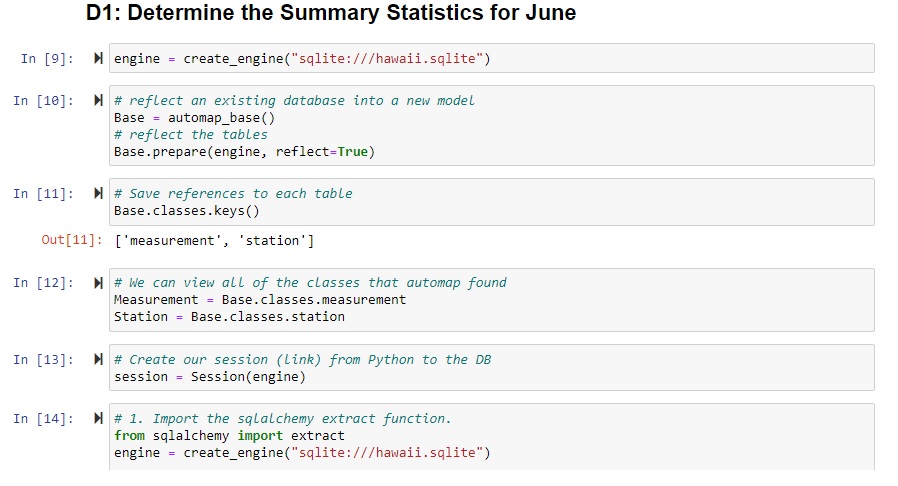 D1: Determine the Summary Statistics for June
In [9]: engine = create_engine("sqlite:///hawaii.sqlite")
In [10]: # reflect an existing database into a new model
Base = automap_base()
# reflect the tables
Base.prepare(engine, reflect=True)
In [11]: # Save references to each table
Base.classes.keys()
Out[11]: ['measurement', 'station']
In [12]: # We can view all of the classes that automap found
Measurement = Base.classes.measurement
Station = Base.classes.station
In [13]: # Create our session (link) from Python to the DB
session = Session(engine)
In [14]: # 1. Import the sqlalchemy extract function.
from sqlalchemy import extract
engine = create_engine("sqlite:///hawaii.sqlite")